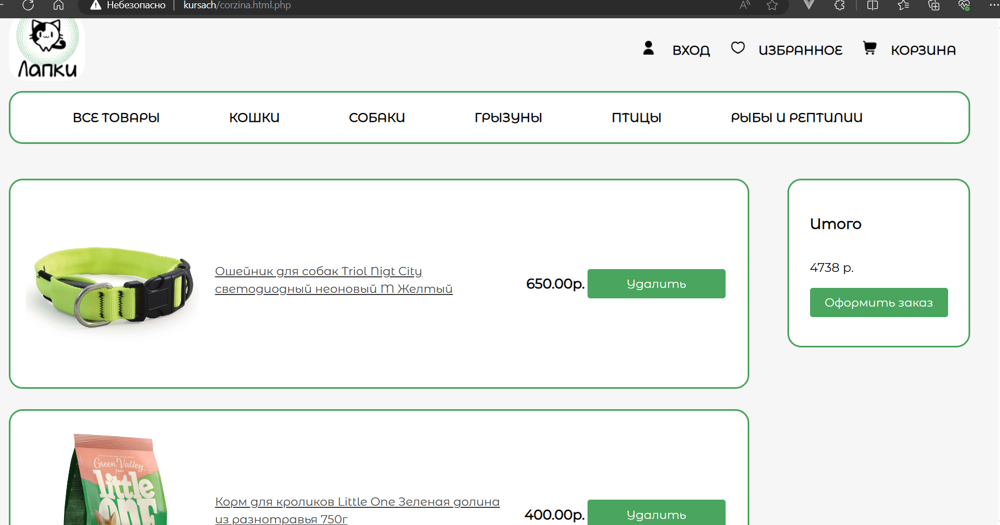 Небезопасно
kursach/corzina.html.php
Лапки
ВХОД
ИЗБРАННОЕ
КОРЗИНА
ВСЕ ТОВАРЫ
КОШКИ
СОБАКИ
ГРЫЗУНЫ
ПТИЦЫ
РЫБЫ И РЕПТИЛИИ
Ошейник для собак Triol Nigt City
светодиодный неоновый М Желтый
650.00р.
Удалить
Итого
4738 р.
Оформить заказ
Green Valley
from
little
ONE
Корм для кроликов Little One Зеленая долина
из разнотравья 750г
400.00р.
Удалить